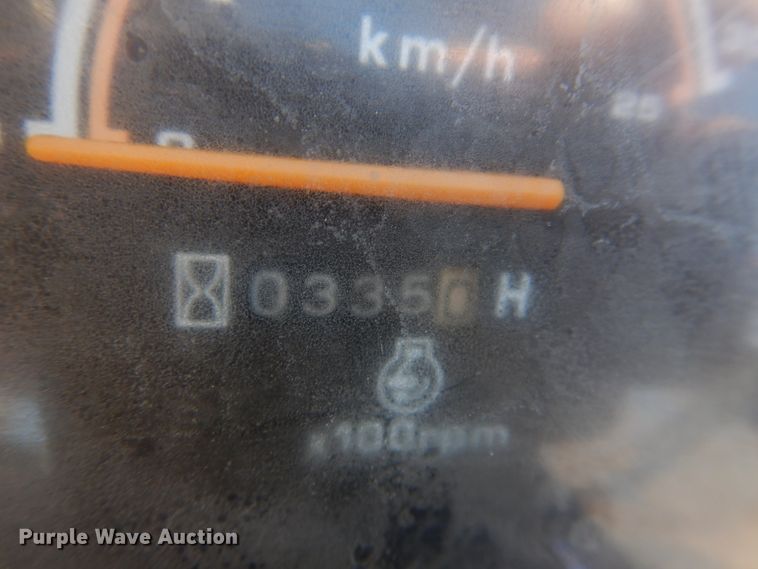 km/h
25
0335 H
x100rpm
Purple Wave Auction